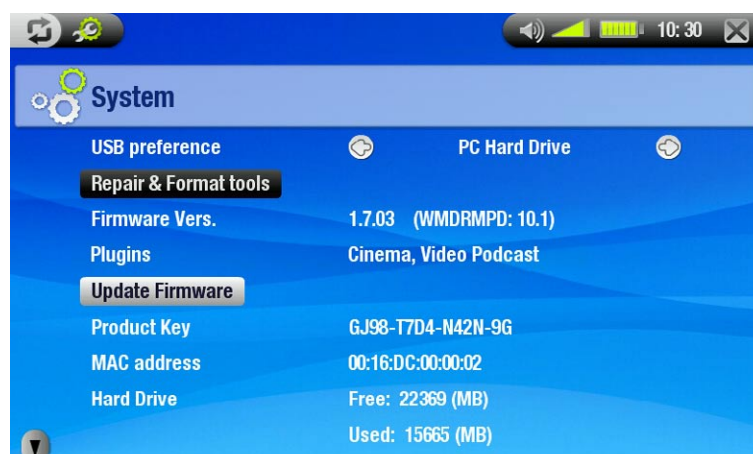 10:30
System
USB preference PC Hard Drive
Repair & Format tools
Firmware Vers. 1.7.03 (WMDRMPD: 10.1)
Plugins Cinema, Video Podcast
Update Firmware
Product Key GJ98-T7D4-N42N-9G
MAC address 00:16:DC:00:00:02
Hard Drive Free: 22369 (MB)
Used: 15665 (MB)